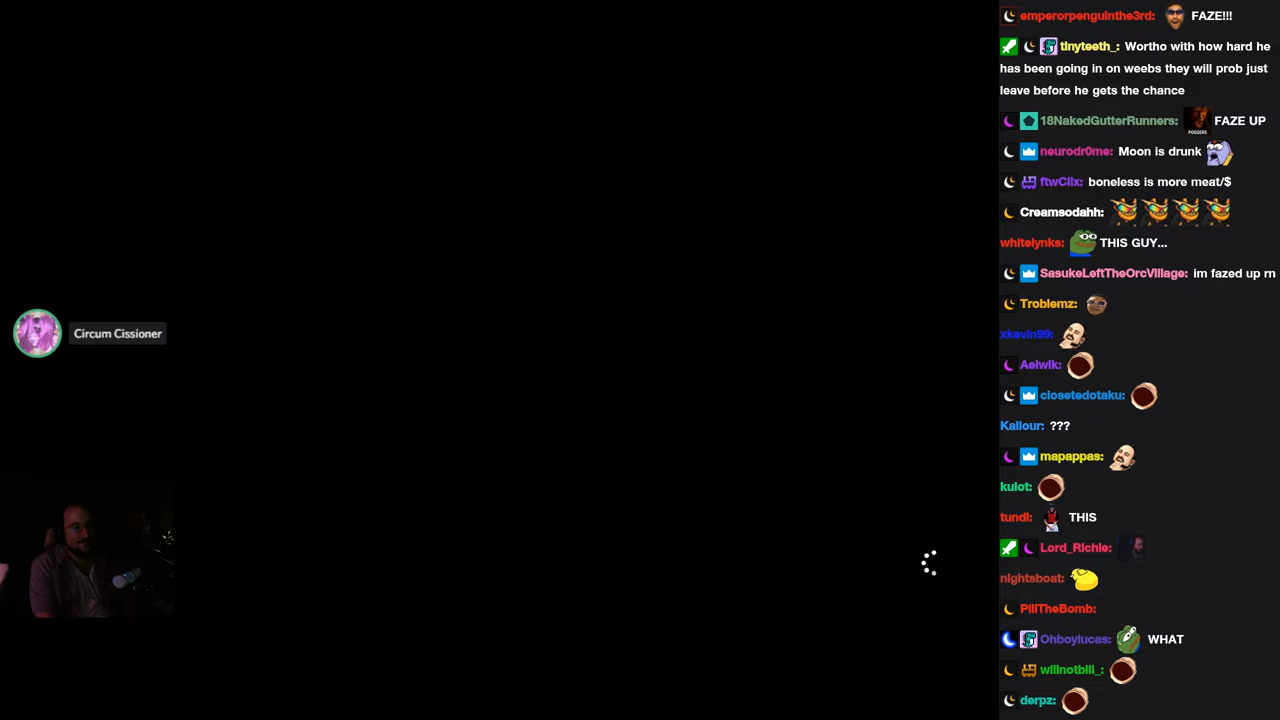 emperorpenguinthe3rd: FAZE!!!
tinyteeth_: Wortho with how hard he
has been going in on weebs they will prob just
leave before he gets the chance
18NakedGutterRunners: POGGERS FAZE UP
neurodr0me: Moon is drunk
ftwClix: boneless is more meat/$
Creamsodahh:
whitelynks: THIS GUY...
SasukeLeftTheOrcVillage: im fazed up rn
Troblemz:
xkevin99:
Circum Cissioner
Aelwik:
closetedotaku:
Kallour: ???
mapappas:
kulot:
tundl: THIS
Lord_Richie:
nightsboat:
PillTheBomb:
Ohboylucas: WHAT
willnotbill_:
derpz: